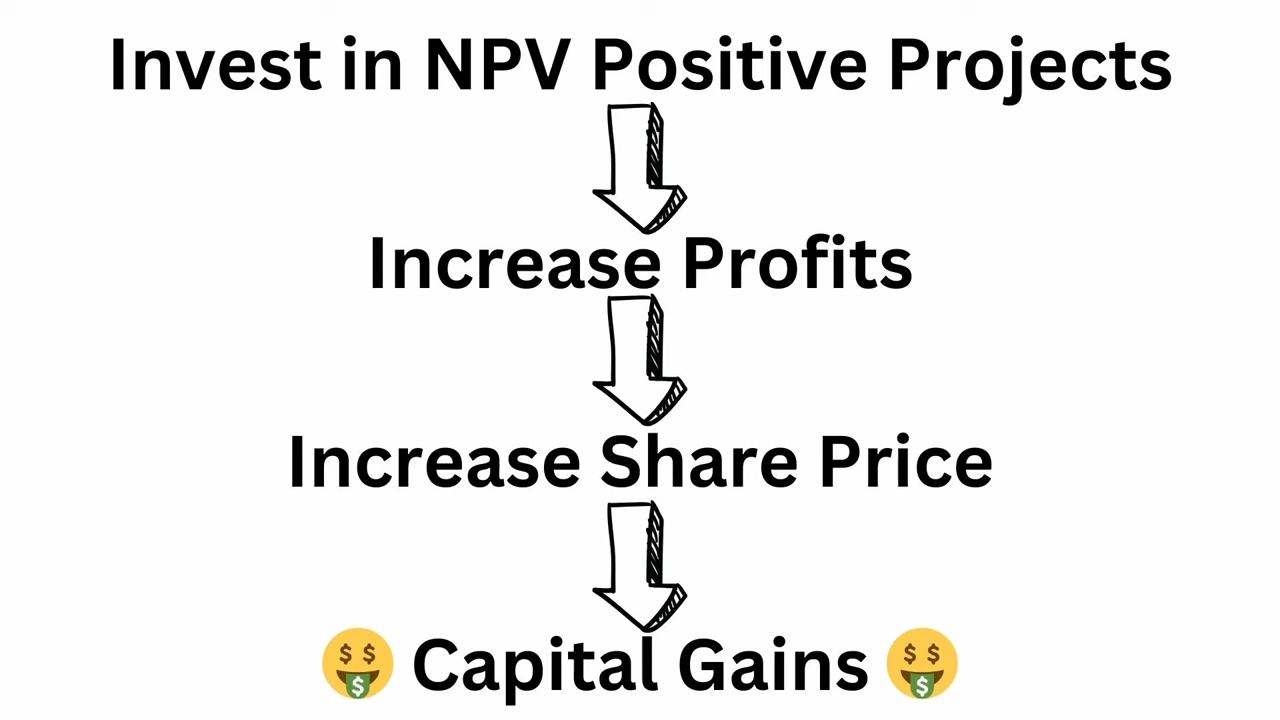 Invest in NPV Positive Projects
Increase Profits
Increase Share Price
Capital Gains